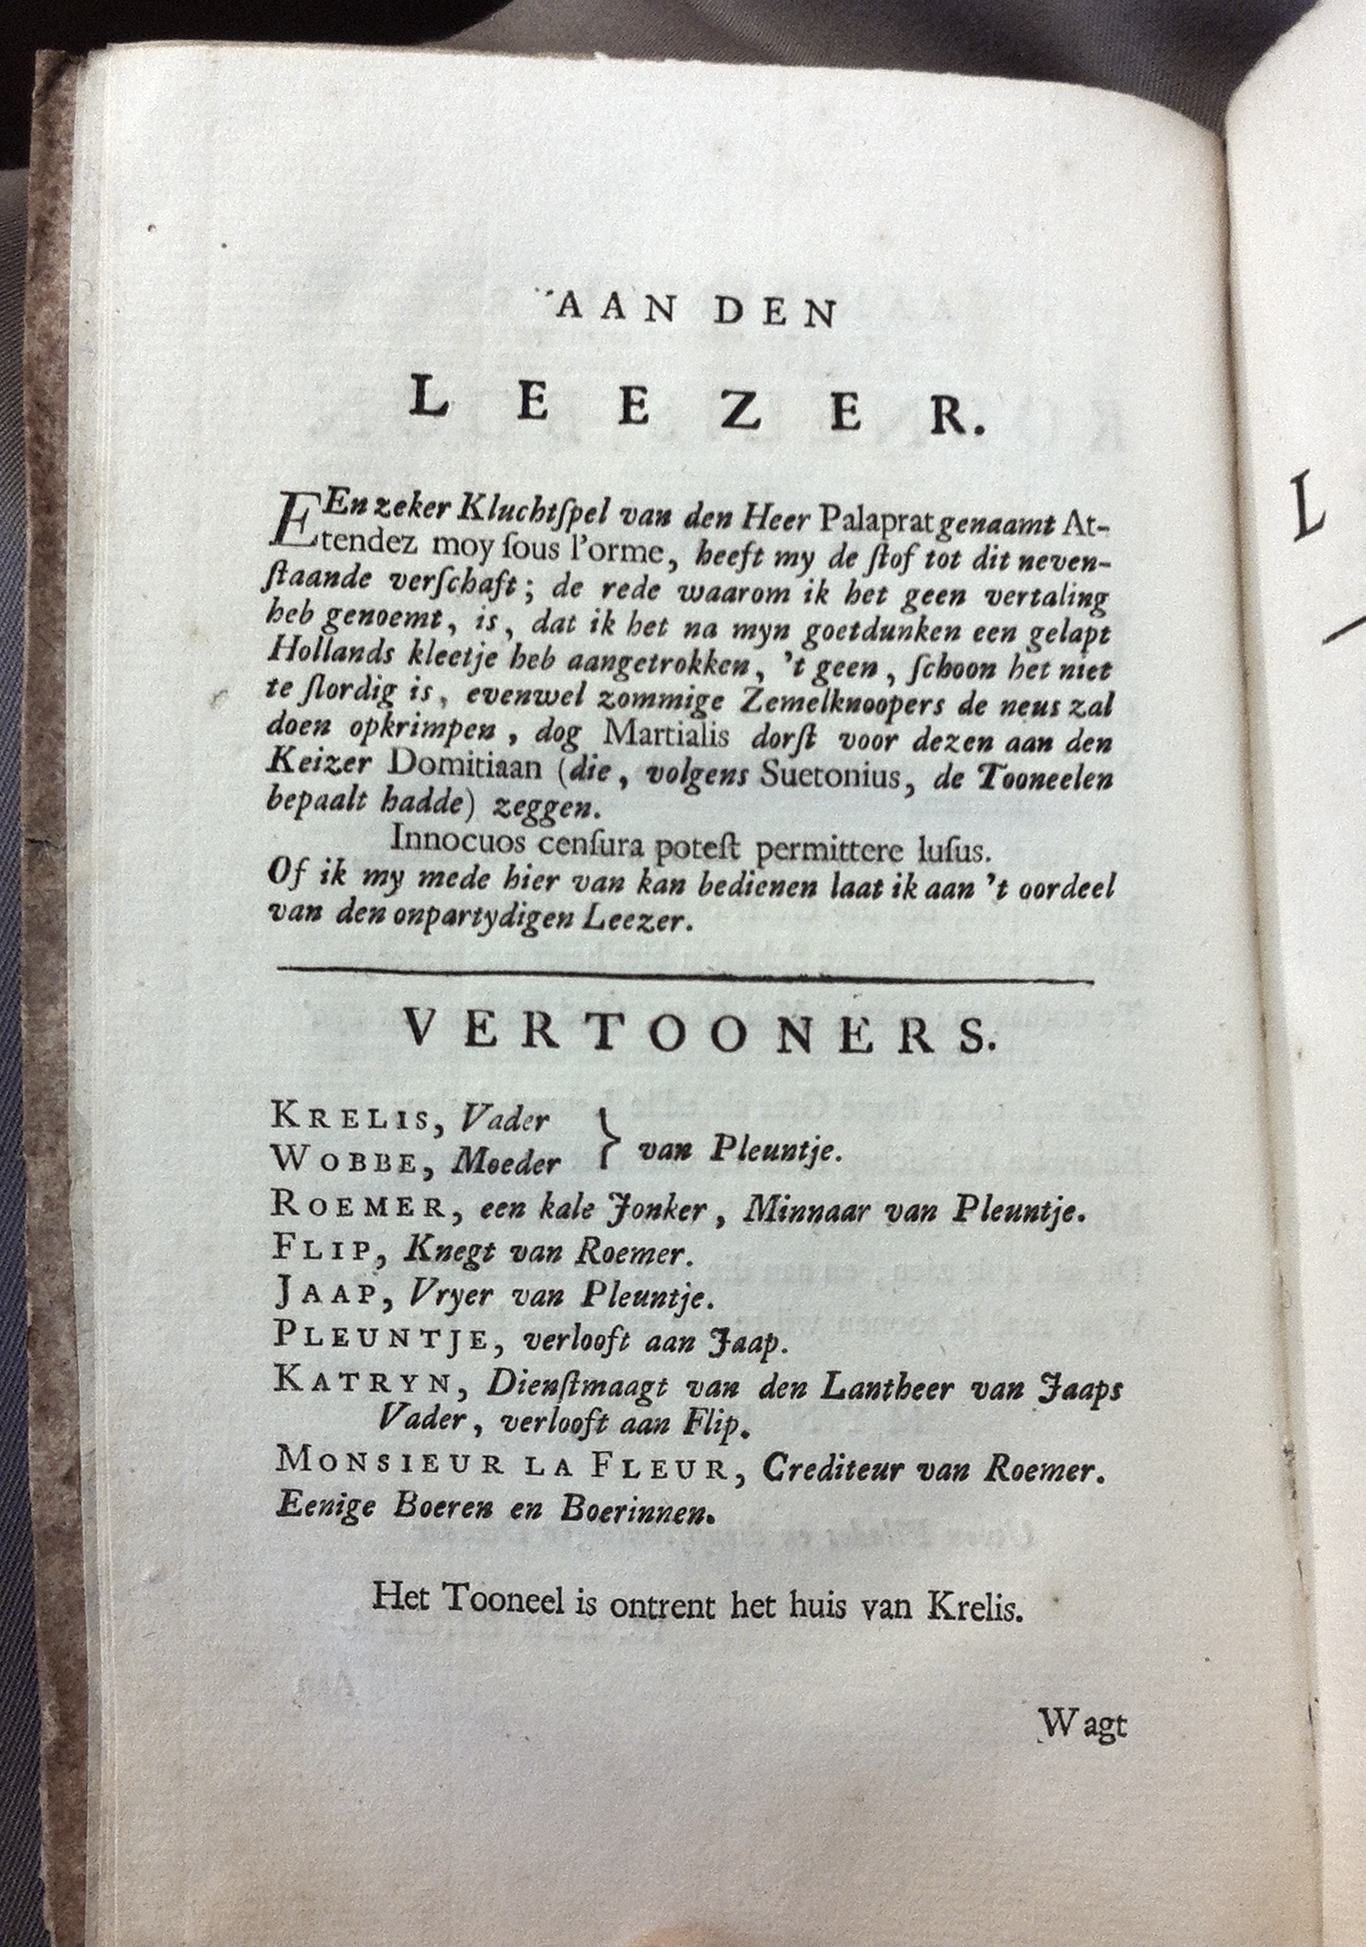 AAN DEN
LEEZER.
EEn zeker Kluchtſpel van den Heer Palaprat genaamt At-
tendez moy ſous l'orme, heeft my de ſtof tot dit neven-
ſtaande verſchaft; de rede waarom ik het geen vertaling
heb genoemt, is, dat ik het na myn goetdunken een gelapt
Hollands kleetje heb aangetrokken, 't geen, ſchoon het niet
te ſlordig is, evenwel zommige Zemelknoopers de neus zal
doen opkrimpen, dog Martialis dorſt voor dezen aan den
Keizer Domitiaan (die, volgens Suetonius, de Tooneelen
bepaalt hadde) zeggen.
Innocuos cenſura poteſt permittere luſus.
Of ik my mede hier van kan bedienen laat ik aan 't oordeel
van den onpartydigen Leezer.
VERTOONERS.
KRELIS, Vader
WOBBE, Moeder } van Pleuntje.
ROEMER, een kale Jonker, Minnaar van Pleuntje.
FLIP, Knegt van Roemer.
JAAP, Vryer van Pleuntje.
PLEUNTJE, verlooft aan Jaap.
KATRYN, Dienſtmaagt van den Lantheer van Jaaps
Vader, verlooft aan Flip.
MONSIEUR LA FLEUR, Crediteur van Roemer.
Eenige Boeren en Boerinnen.
Het Tooneel is ontrent het huis van Krelis.
Wagt
L